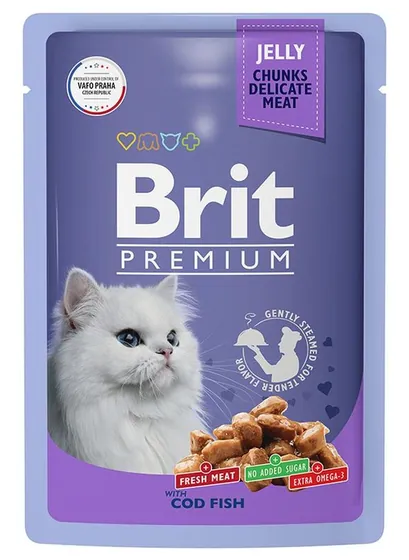 JELLY
CHUNKS
DELICATE
MEAT
PRODUCED UNDER CONTROL OF
VAFO PRAHA
CZECH REPUBLIC
Brit
PREMIUM
GENTLY STEAMED FOR TENDER FLAVOR
FRESH MEAT
NO ADDED SUGAR
EXTRA OMEGA-3
WITH
COD FISH